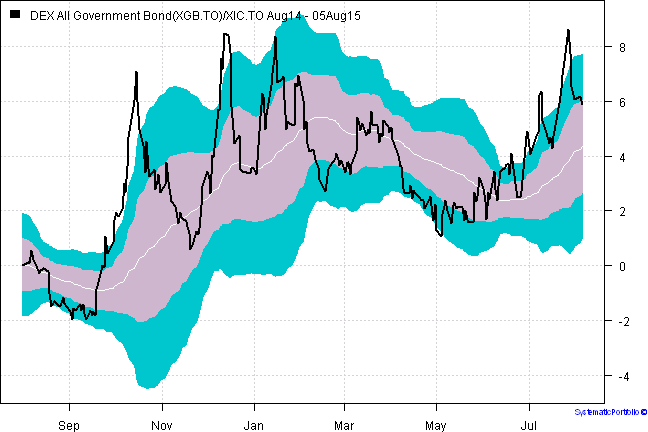 DEX All Government Bond(XGB.TO)/XIC.TO Aug14 - 05Aug15
8
6
4
2
0
-2
-4
Sep Nov Jan Mar May Jul
SystematicPortfolio ©